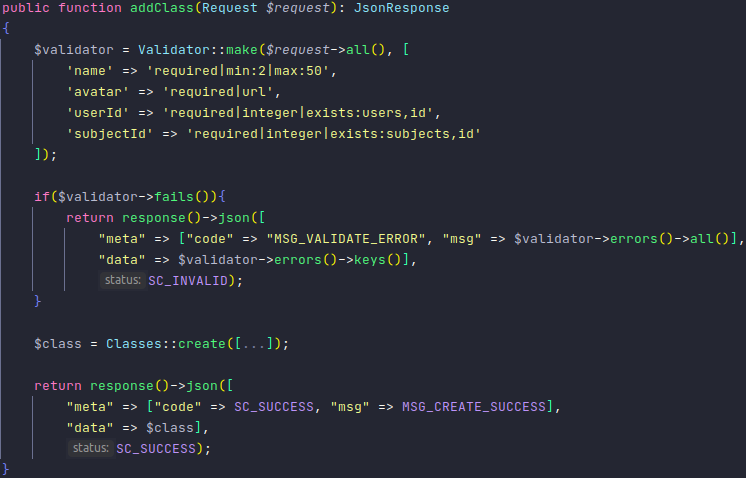 public function addClass(Request $request): JsonResponse
{
    $validator = Validator::make($request->all(), [
        'name' => 'required|min:2|max:50',
        'avatar' => 'required|url',
        'userId' => 'required|integer|exists:users,id',
        'subjectId' => 'required|integer|exists:subjects,id'
    ]);

    if($validator->fails()){
        return response()->json([
            "meta" => ["code" => "MSG_VALIDATE_ERROR", "msg" => $validator->errors()->all()],
            "data" => $validator->errors()->keys()],
            status: SC_INVALID);
    }

    $class = Classes::create([...]);

    return response()->json([
        "meta" => ["code" => SC_SUCCESS, "msg" => MSG_CREATE_SUCCESS],
        "data" => $class],
        status: SC_SUCCESS);
}